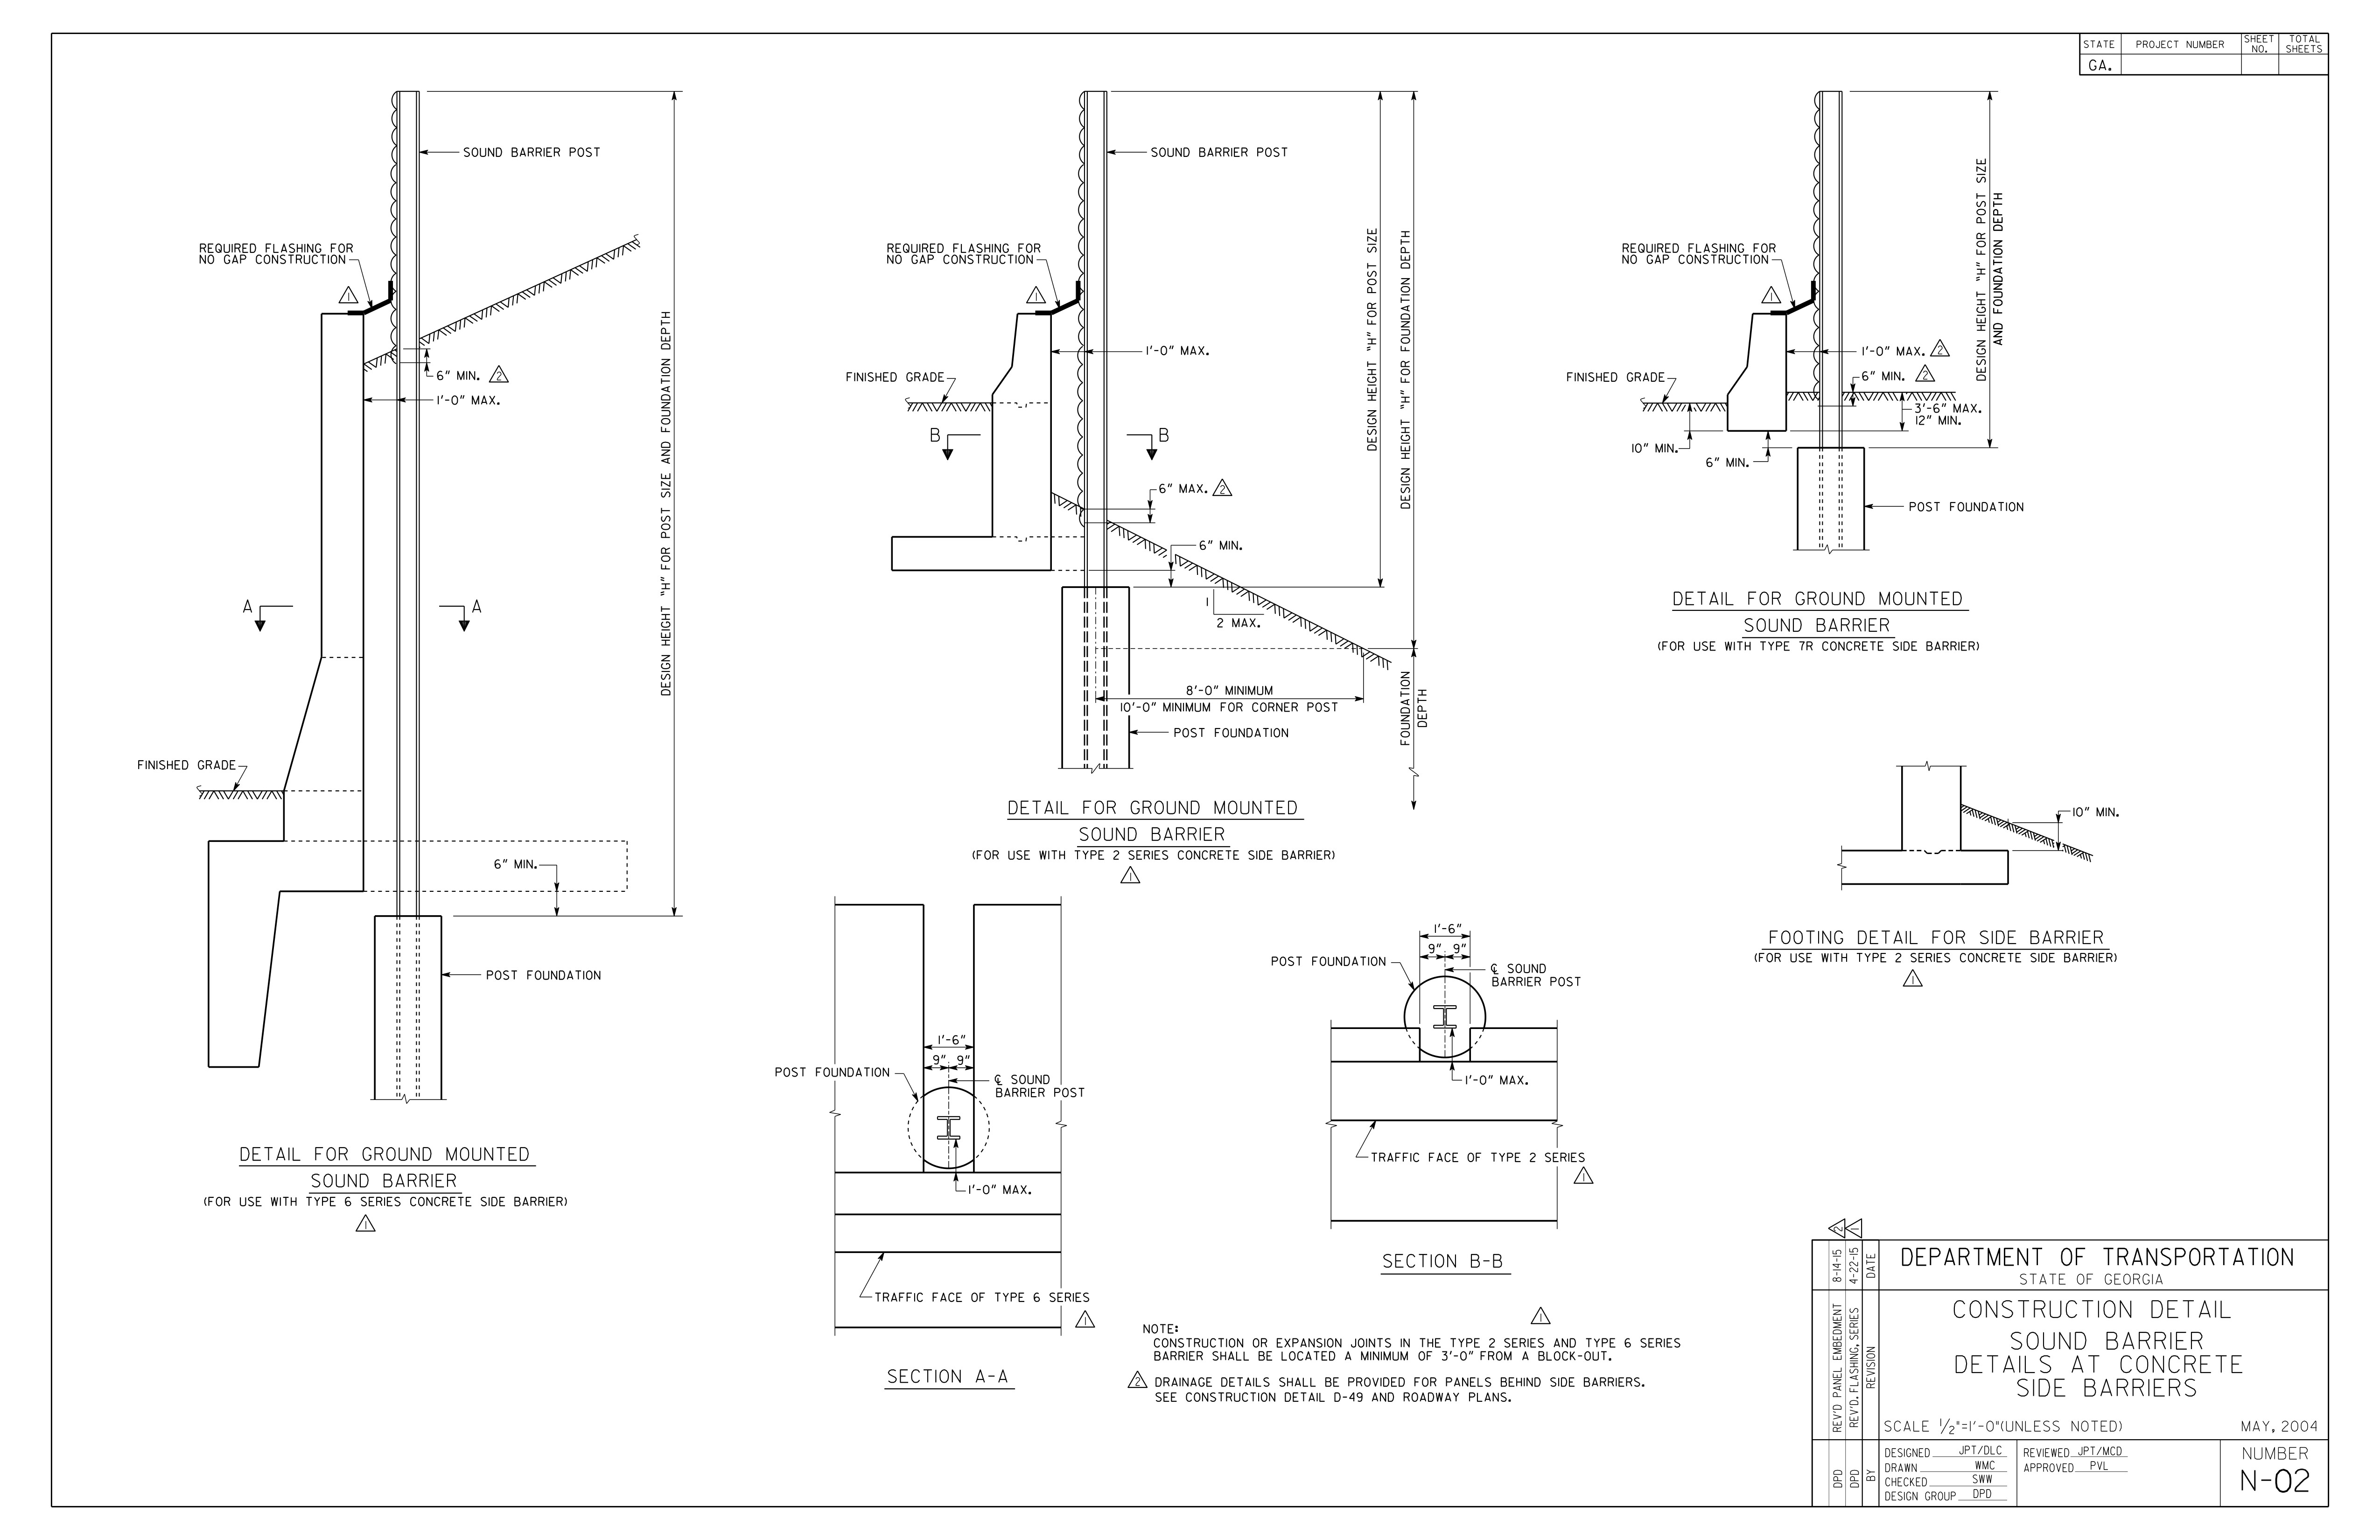 STATE PROJECT NUMBER SHEET NO. TOTAL SHEETS
GA.
SOUND BARRIER POST
REQUIRED FLASHING FOR
NO GAP CONSTRUCTION
1
6" MIN. 2
1'-0" MAX.
DESIGN HEIGHT "H" FOR POST SIZE AND FOUNDATION DEPTH
A A
FINISHED GRADE
6" MIN.
POST FOUNDATION
DETAIL FOR GROUND MOUNTED
SOUND BARRIER
(FOR USE WITH TYPE 6 SERIES CONCRETE SIDE BARRIER)
1
SOUND BARRIER POST
REQUIRED FLASHING FOR
NO GAP CONSTRUCTION
1
1'-0" MAX.
FINISHED GRADE
B B
6" MAX. 2
6" MIN.
1
2 MAX.
8'-0" MINIMUM
10'-0" MINIMUM FOR CORNER POST
POST FOUNDATION
DESIGN HEIGHT "H" FOR POST SIZE
DESIGN HEIGHT "H" FOR FOUNDATION DEPTH
FOUNDATION
DEPTH
DETAIL FOR GROUND MOUNTED
SOUND BARRIER
(FOR USE WITH TYPE 2 SERIES CONCRETE SIDE BARRIER)
1
REQUIRED FLASHING FOR
NO GAP CONSTRUCTION
1
1'-0" MAX. 2
6" MIN. 2
FINISHED GRADE
3'-6" MAX.
12" MIN.
10" MIN.
6" MIN.
DESIGN HEIGHT "H" FOR POST SIZE
AND FOUNDATION DEPTH
POST FOUNDATION
DETAIL FOR GROUND MOUNTED
SOUND BARRIER
(FOR USE WITH TYPE 7R CONCRETE SIDE BARRIER)
10" MIN.
FOOTING DETAIL FOR SIDE BARRIER
(FOR USE WITH TYPE 2 SERIES CONCRETE SIDE BARRIER)
1
1'-6"
9" 9"
POST FOUNDATION
℄ SOUND
BARRIER POST
1'-0" MAX.
TRAFFIC FACE OF TYPE 6 SERIES
1
SECTION A-A
1'-6"
9" 9"
POST FOUNDATION
℄ SOUND
BARRIER POST
1'-0" MAX.
TRAFFIC FACE OF TYPE 2 SERIES
1
SECTION B-B
1
NOTE:
CONSTRUCTION OR EXPANSION JOINTS IN THE TYPE 2 SERIES AND TYPE 6 SERIES
BARRIER SHALL BE LOCATED A MINIMUM OF 3'-0" FROM A BLOCK-OUT.
2 DRAINAGE DETAILS SHALL BE PROVIDED FOR PANELS BEHIND SIDE BARRIERS.
SEE CONSTRUCTION DETAIL D-49 AND ROADWAY PLANS.
2 1
DPD REV'D PANEL EMBEDMENT 8-14-15
DPD REV'D. FLASHING, SERIES 4-22-15
BY REVISION DATE
DEPARTMENT OF TRANSPORTATION
STATE OF GEORGIA
CONSTRUCTION DETAIL
SOUND BARRIER
DETAILS AT CONCRETE
SIDE BARRIERS
SCALE 1/2"=1'-0"(UNLESS NOTED) MAY, 2004
DESIGNED JPT/DLC REVIEWED JPT/MCD
DRAWN WMC APPROVED PVL
CHECKED SWW
DESIGN GROUP DPD
NUMBER
N-02